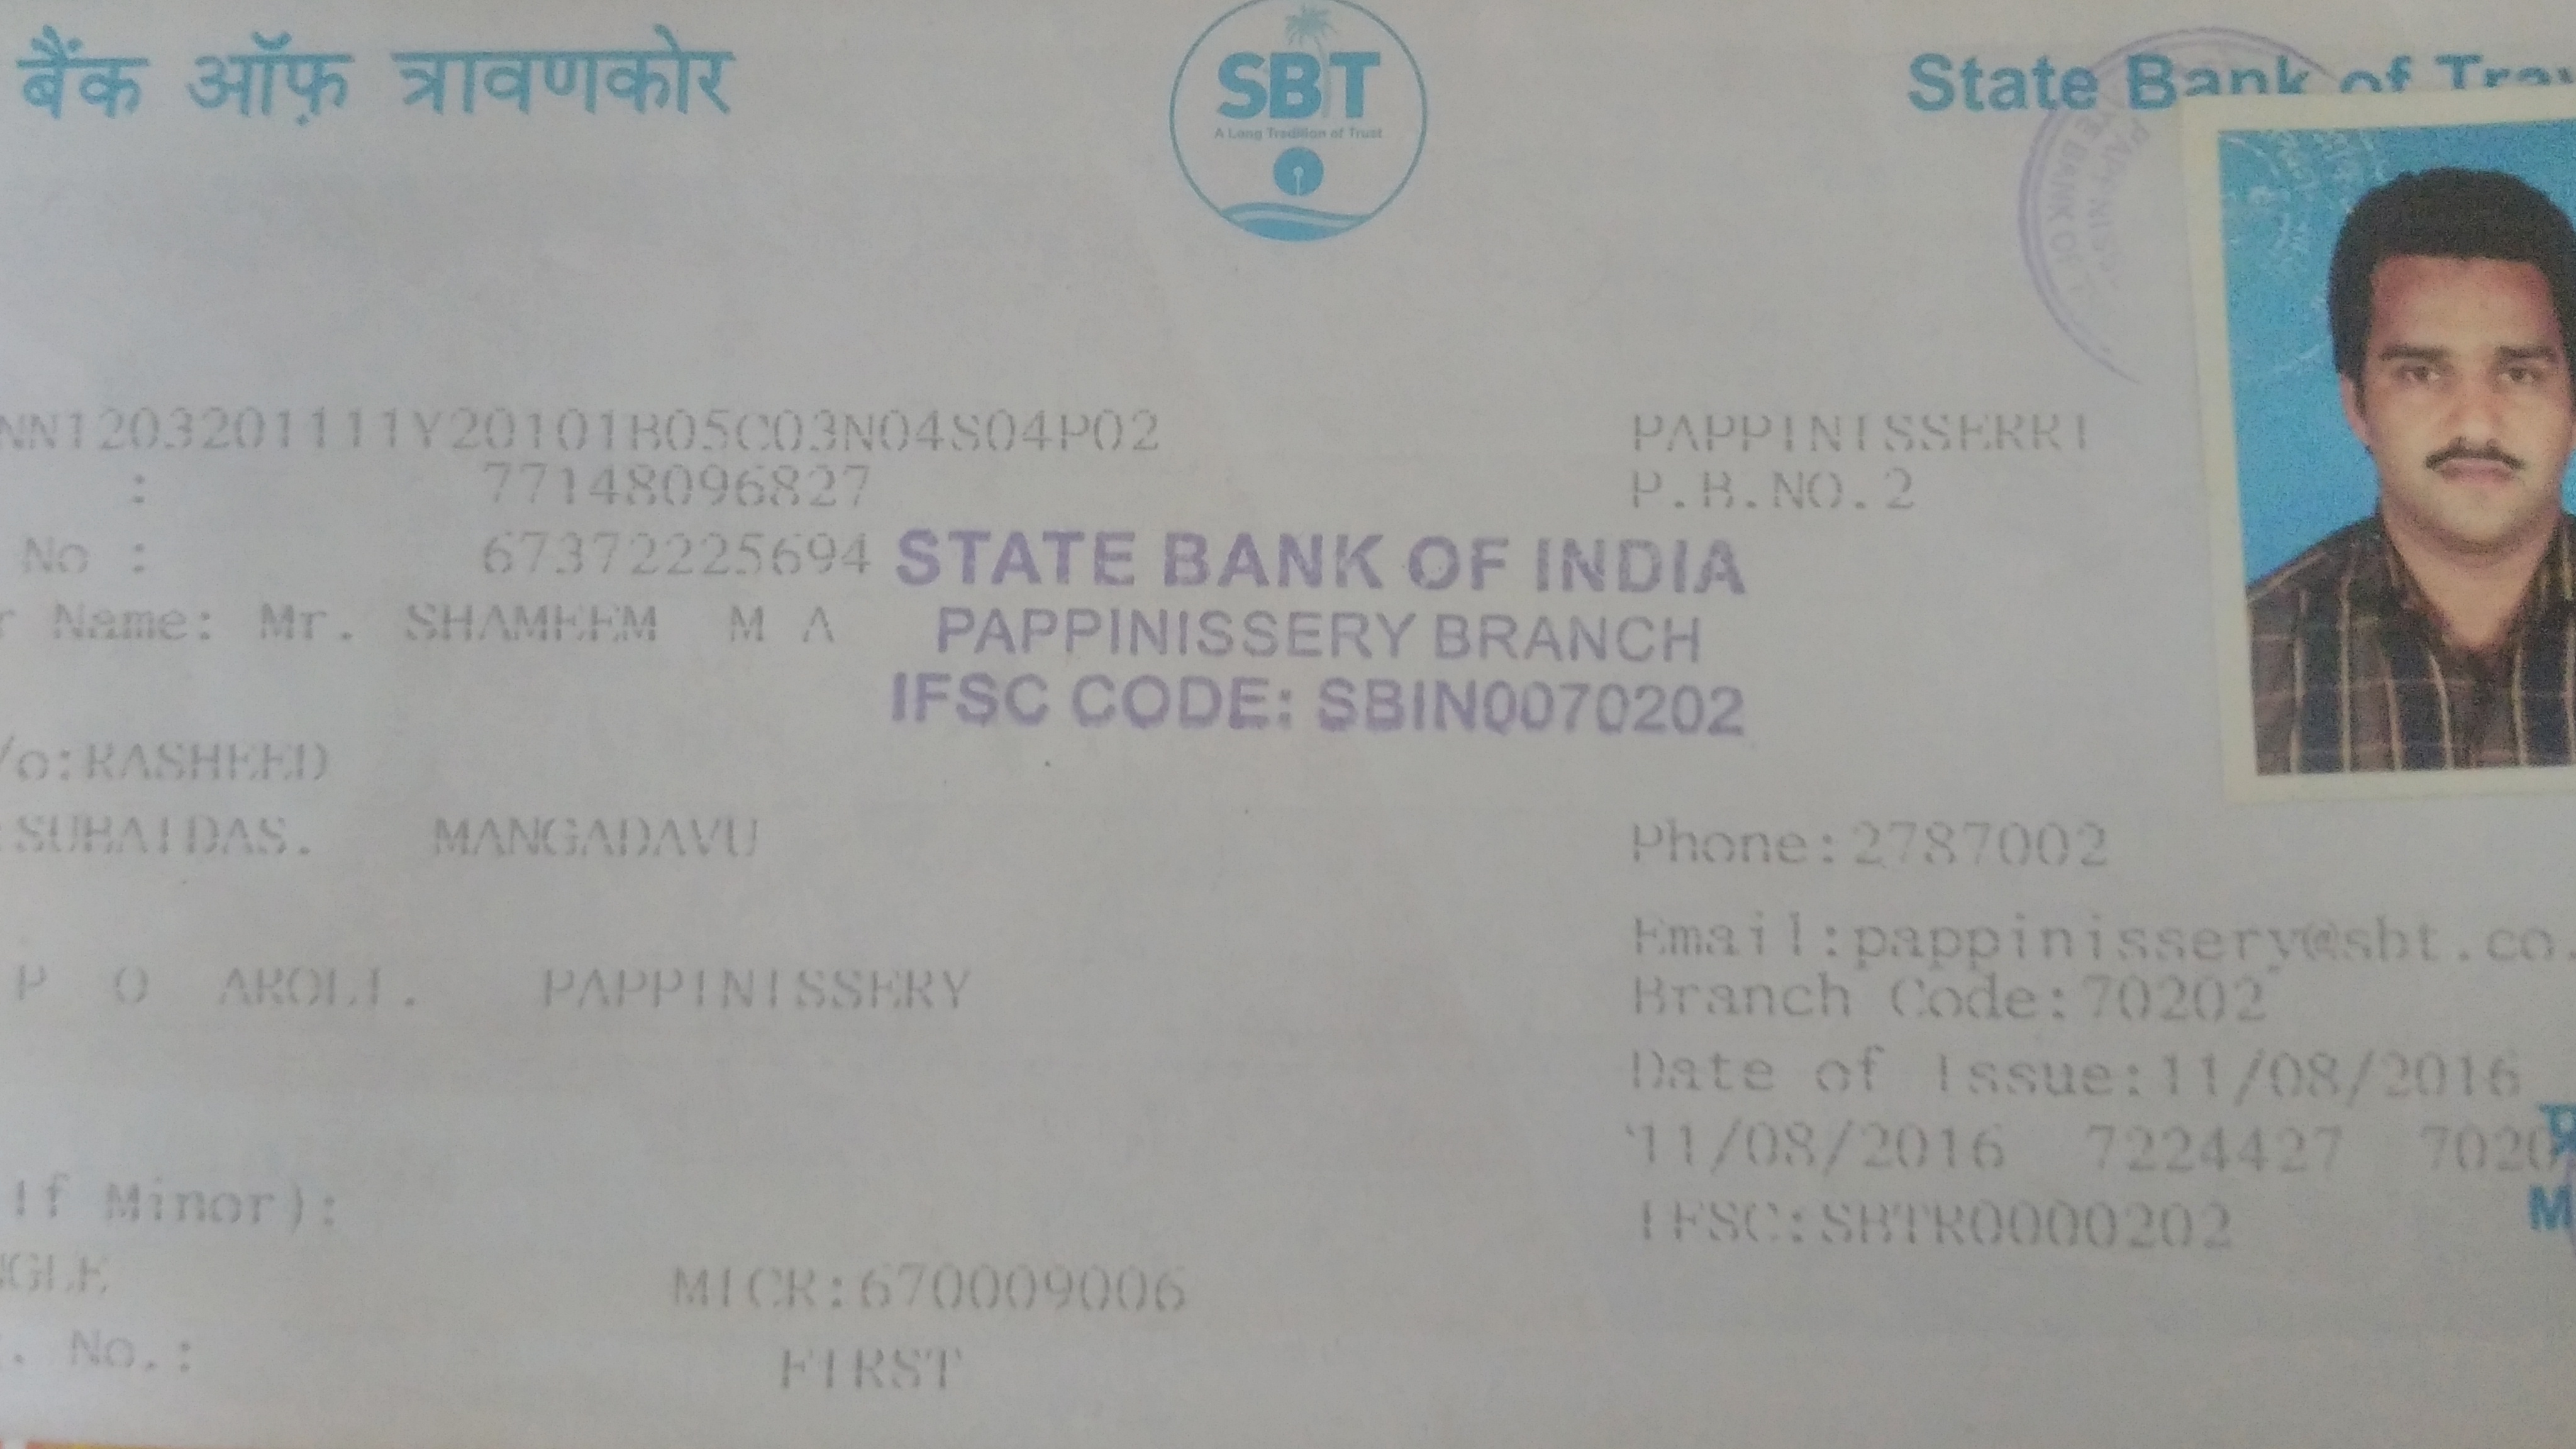 बैंक ऑफ़ त्रावणकोर
SBT
A Long Tradition of Trust
State Bank of
NN1203201111Y20101B05C03N04S04P02
PAPPINISSERRI
: 77148096827
P.B.NO.2
No : 67372225694
STATE BANK OF INDIA
r Name: Mr. SHAMEEM M A
PAPPINISSERY BRANCH
IFSC CODE: SBIN0070202
/o:RASHEED
SUBAIDAS. MANGADAVU
Phone:2787002
Email:pappinissery@sbt.co.
P O AROLI. PAPPINISSERY
Branch Code:70202
Date of Issue:11/08/2016
11/08/2016 7224427 7020
If Minor):
IFSC:SBTR0000202
NGLE
MICR:670009006
. No.:
FIRST